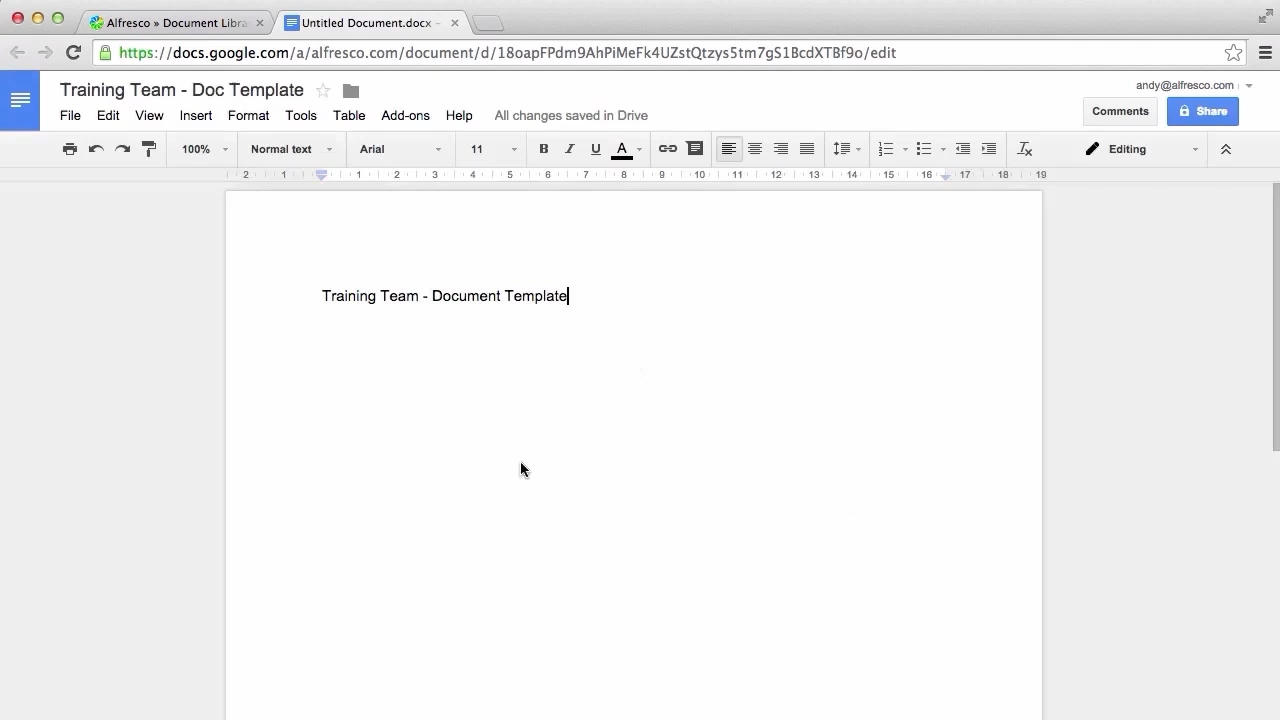 Alfresco » Document Libra
Untitled Document.docx -
https://docs.google.com/a/alfresco.com/document/d/18oapFPdm9AhPiMeFk4UZstQtzys5tm7gS1BcdXTBf9o/edit
Training Team - Doc Template
andy@alfresco.com
File Edit View Insert Format Tools Table Add-ons Help All changes saved in Drive
Comments Share
100% Normal text Arial 11 B I U A Editing
2 1 1 2 3 4 5 6 7 8 9 10 11 12 13 14 15 16 17 18 19
Training Team - Document Template